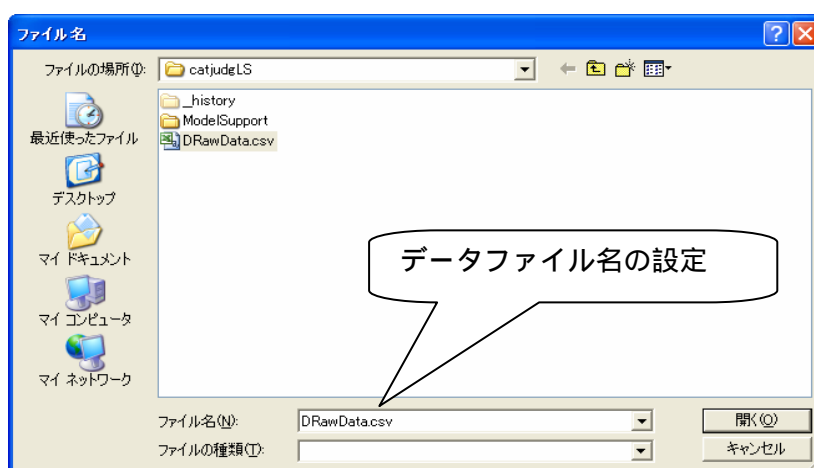 ファイル名
ファイルの場所(I):
catjudgLS
_history
ModelSupport
DRawData.csv
最近使ったファイル
デスクトップ
マイ ドキュメント
マイ コンピュータ
マイ ネットワーク
データファイル名の設定
ファイル名(N):
DRawData.csv
開く(O)
ファイルの種類(T):
キャンセル